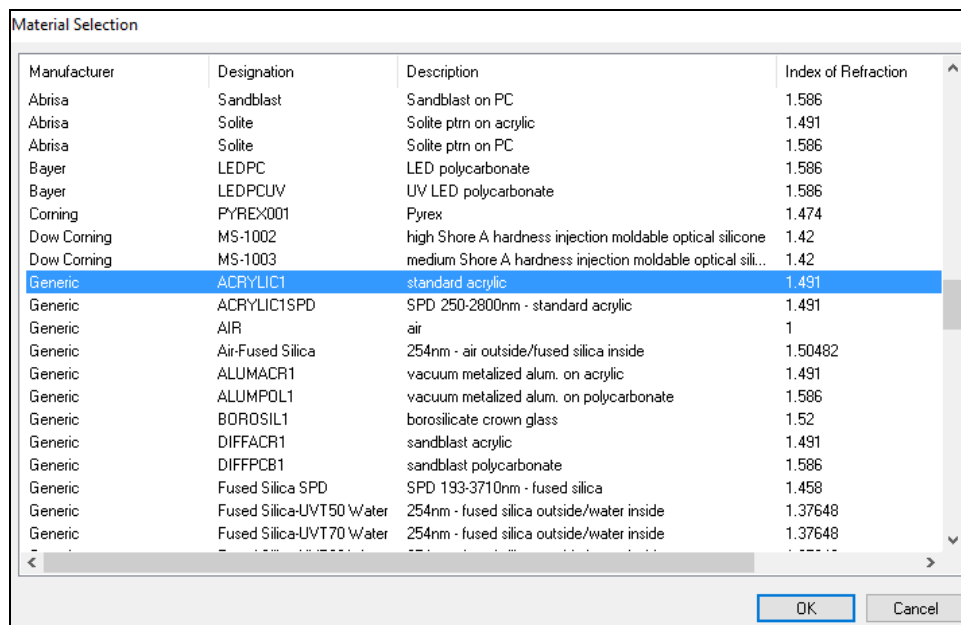 Material Selection
Manufacturer Designation Description Index of Refraction
Abrisa Sandblast Sandblast on PC 1.586
Abrisa Solite Solite ptrn on acrylic 1.491
Abrisa Solite Solite ptrn on PC 1.586
Bayer LEDPC LED polycarbonate 1.586
Bayer LEDPCUV UV LED polycarbonate 1.586
Corning PYREX001 Pyrex 1.474
Dow Corning MS-1002 high Shore A hardness injection moldable optical silicone 1.42
Dow Corning MS-1003 medium Shore A hardness injection moldable optical sili... 1.42
Generic ACRYLIC1 standard acrylic 1.491
Generic ACRYLIC1SPD SPD 250-2800nm - standard acrylic 1.491
Generic AIR air 1
Generic Air-Fused Silica 254nm - air outside/fused silica inside 1.50482
Generic ALUMACR1 vacuum metalized alum. on acrylic 1.491
Generic ALUMPOL1 vacuum metalized alum. on polycarbonate 1.586
Generic BOROSIL1 borosilicate crown glass 1.52
Generic DIFFACR1 sandblast acrylic 1.491
Generic DIFFPCB1 sandblast polycarbonate 1.586
Generic Fused Silica SPD SPD 193-3710nm - fused silica 1.458
Generic Fused Silica-UVT50 Water 254nm - fused silica outside/water inside 1.37648
Generic Fused Silica-UVT70 Water 254nm - fused silica outside/water inside 1.37648
OK Cancel